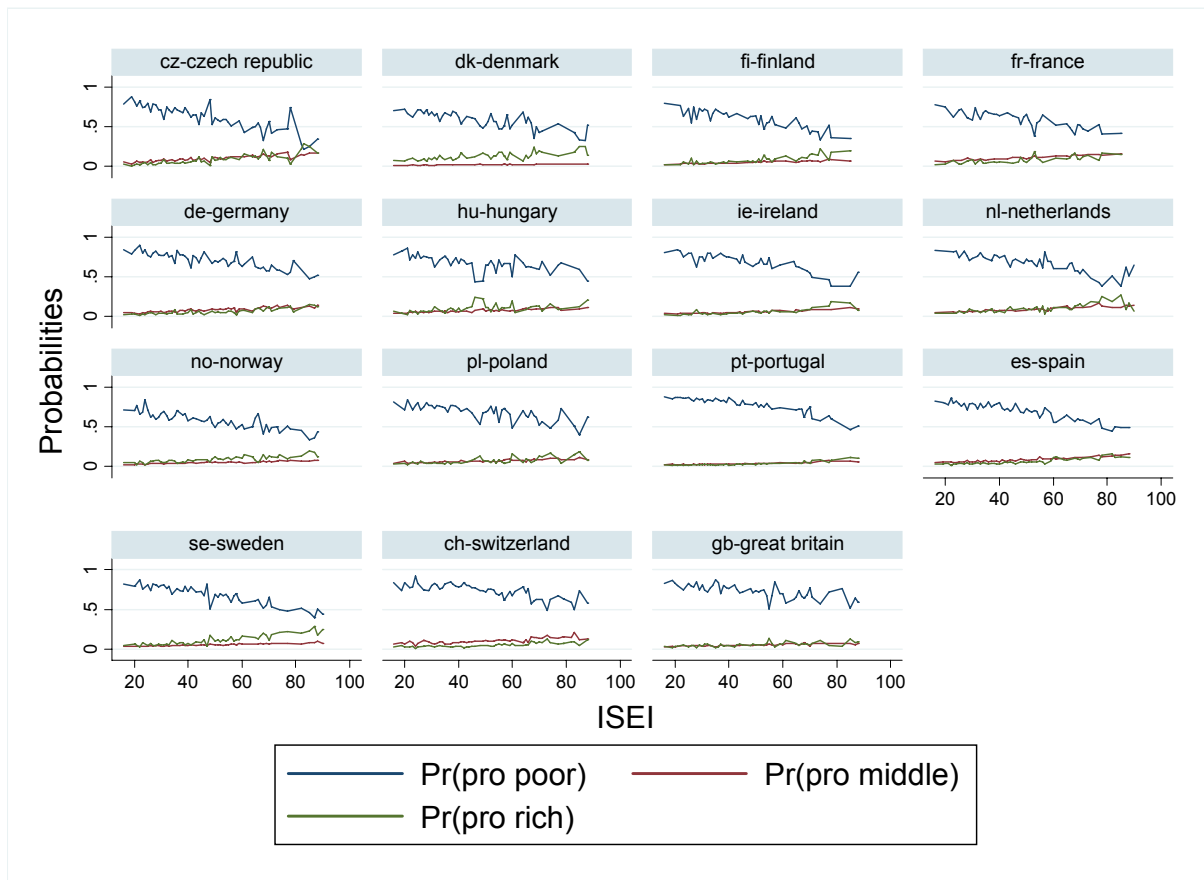 cz-czech republic dk-denmark fi-finland fr-france
1
.5
0
de-germany hu-hungary ie-ireland nl-netherlands
1
.5
0
no-norway pl-poland pt-portugal es-spain
1
.5
0
20 40 60 80 100
se-sweden ch-switzerland gb-great britain
1
.5
0
20 40 60 80 100 20 40 60 80 100 20 40 60 80 100
Probabilities
ISEI
Pr(pro poor) Pr(pro middle)
Pr(pro rich)